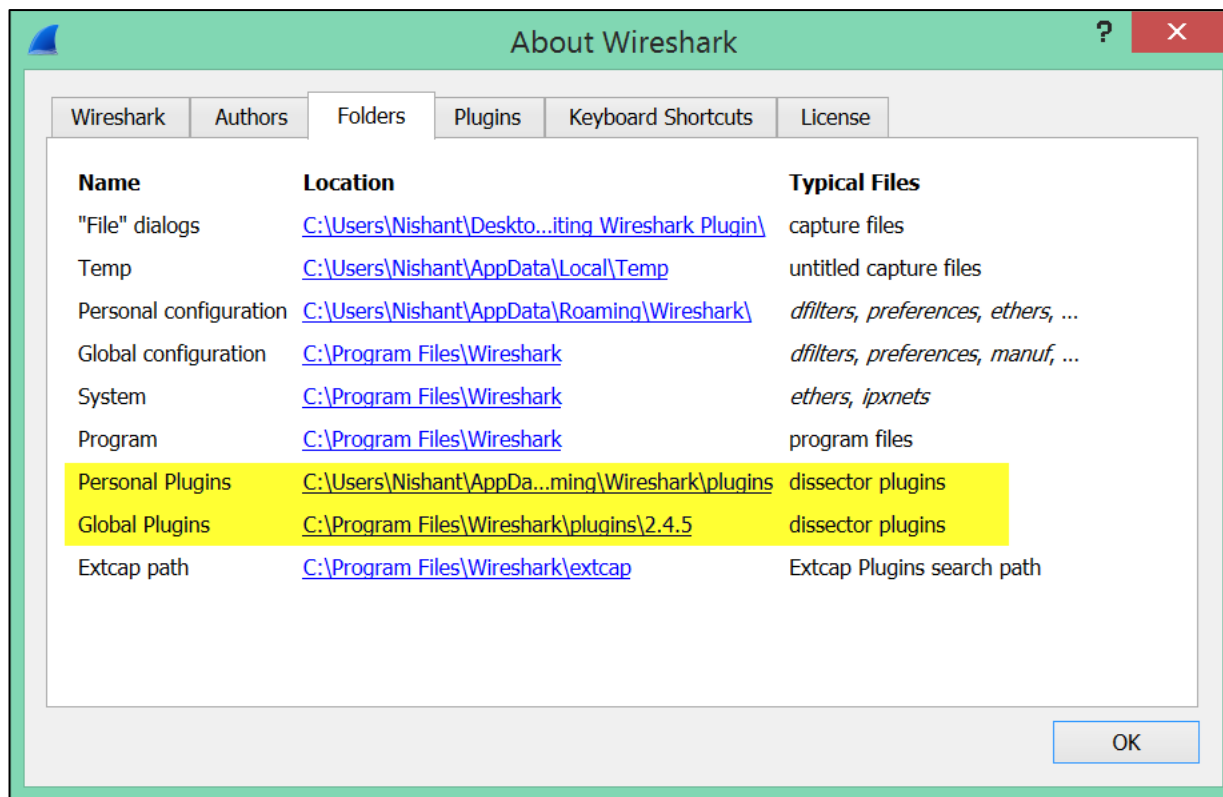 About Wireshark
?
Wireshark Authors Folders Plugins Keyboard Shortcuts License
Name Location Typical Files
"File" dialogs C:\Users\Nishant\Deskto...iting Wireshark Plugin\ capture files
Temp C:\Users\Nishant\AppData\Local\Temp untitled capture files
Personal configuration C:\Users\Nishant\AppData\Roaming\Wireshark\ dfilters, preferences, ethers, ...
Global configuration C:\Program Files\Wireshark dfilters, preferences, manuf, ...
System C:\Program Files\Wireshark ethers, ipxnets
Program C:\Program Files\Wireshark program files
Personal Plugins C:\Users\Nishant\AppDa...ming\Wireshark\plugins dissector plugins
Global Plugins C:\Program Files\Wireshark\plugins\2.4.5 dissector plugins
Extcap path C:\Program Files\Wireshark\extcap Extcap Plugins search path
OK